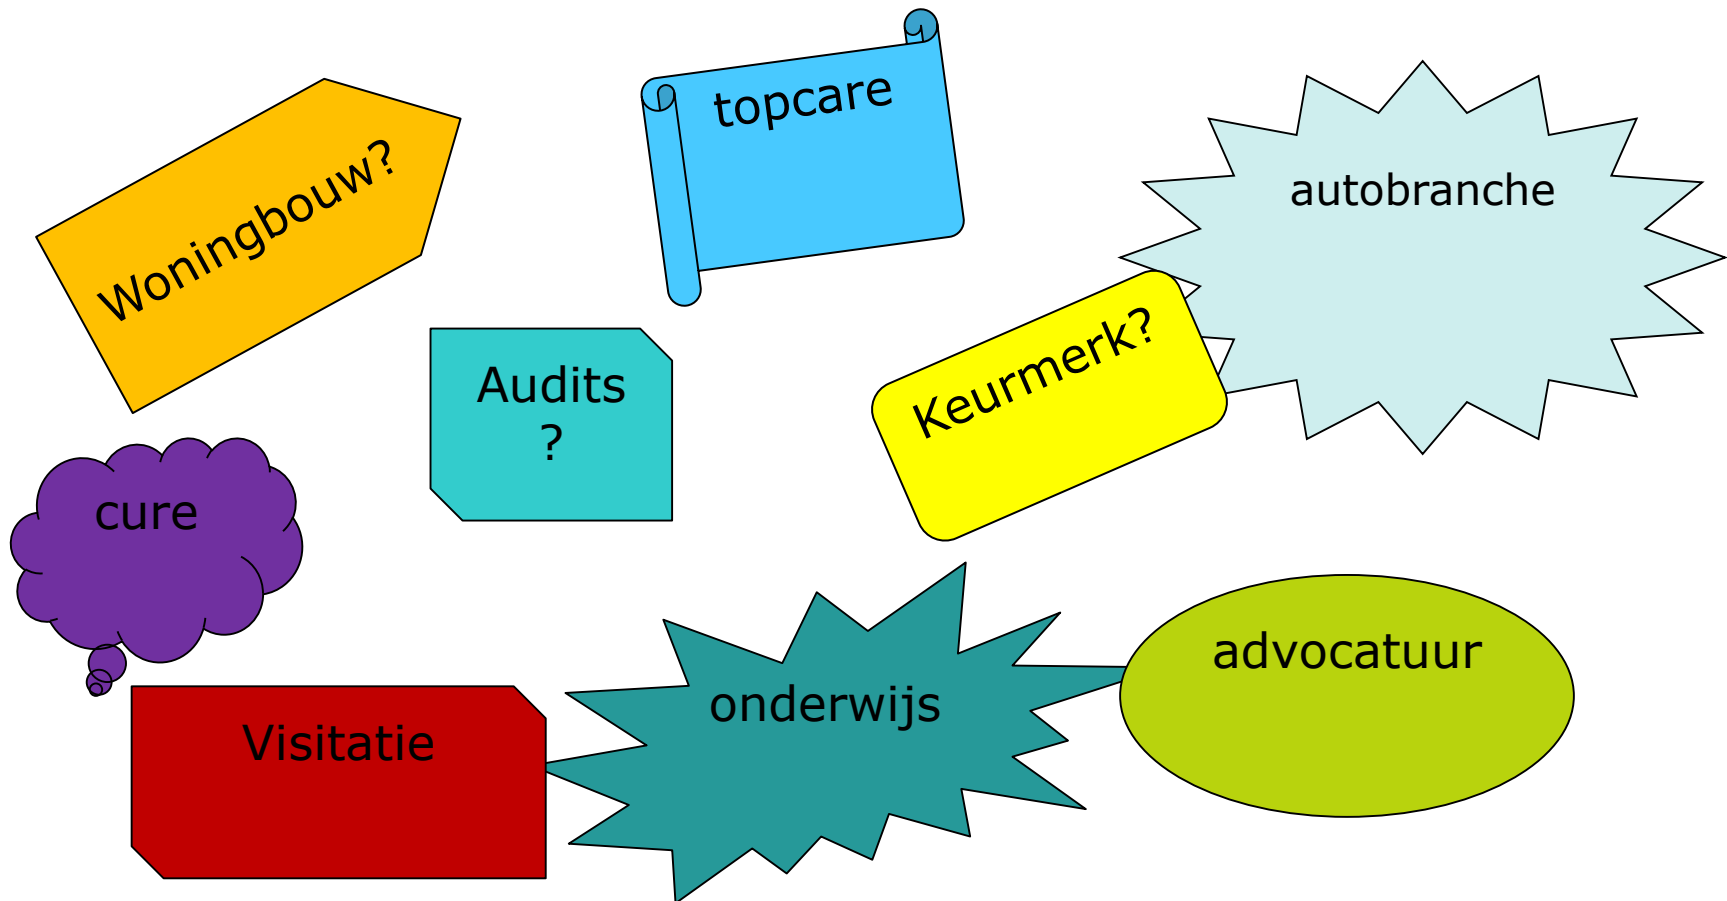 topcare
Woningbouw?
autobranche
Audits
?
Keurmerk?
cure
onderwijs
advocatuur
Visitatie